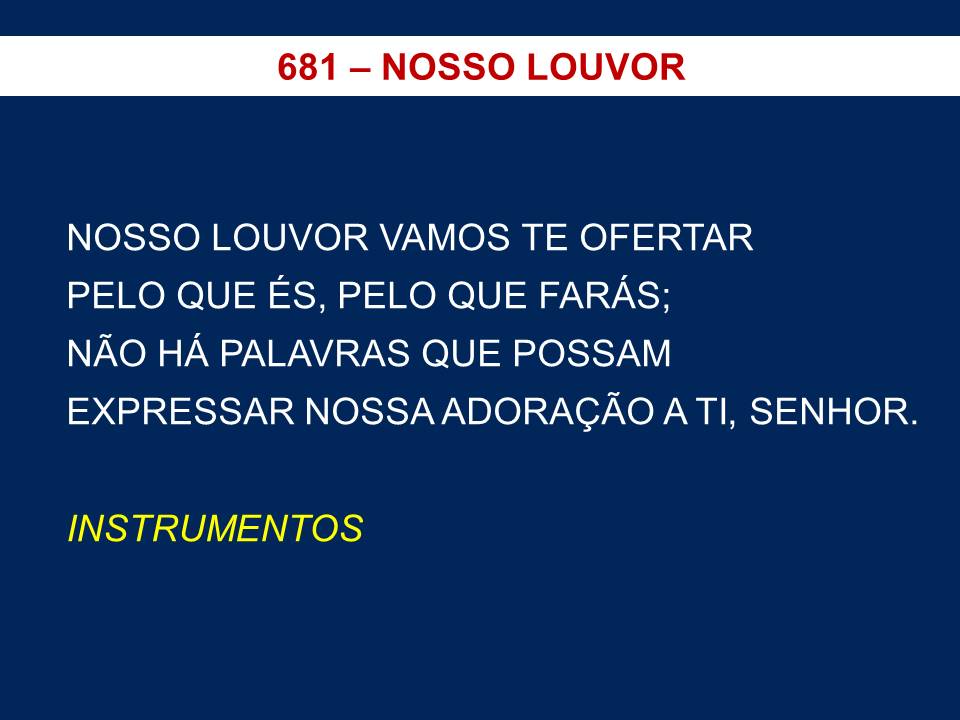 681 – NOSSO LOUVOR
NOSSO LOUVOR VAMOS TE OFERTAR
PELO QUE ÉS, PELO QUE FARÁS;
NÃO HÁ PALAVRAS QUE POSSAM
EXPRESSAR NOSSA ADORAÇÃO A TI, SENHOR.
INSTRUMENTOS